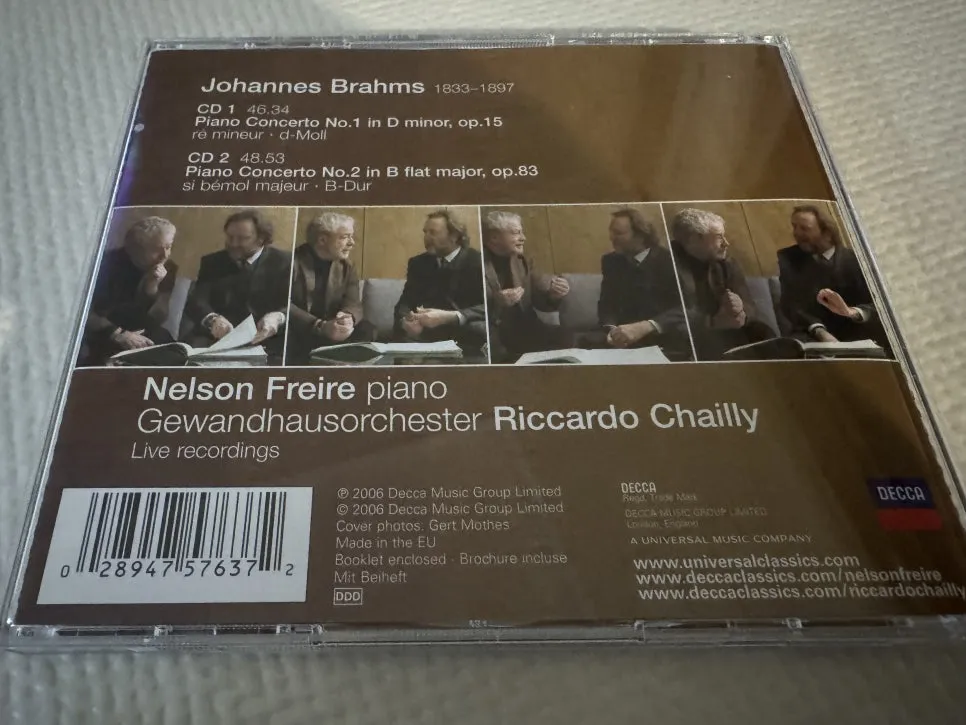 Johannes Brahms 1833–1897
CD 1 46.34
Piano Concerto No.1 in D minor, op.15
ré mineur · d-Moll
CD 2 48.53
Piano Concerto No.2 in B flat major, op.83
si bémol majeur · B-Dur
Nelson Freire piano
Gewandhausorchester Riccardo Chailly
Live recordings
0 28947 57637 2
℗ 2006 Decca Music Group Limited
© 2006 Decca Music Group Limited
Cover photos: Gert Mothes
Made in the EU
Booklet enclosed · Brochure incluse
Mit Beiheft
DDD
DECCA
Regd. Trade Mark
DECCA MUSIC GROUP LIMITED
London, England
A UNIVERSAL MUSIC COMPANY
www.universalclassics.com
www.deccaclassics.com/nelsonfreire
www.deccaclassics.com/riccardochailly
DECCA